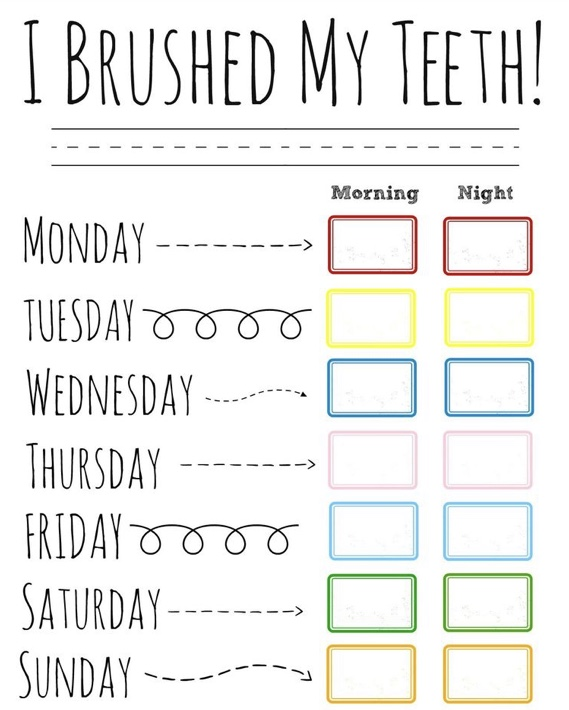 I BRUSHED MY TEETH!
Morning Night
MONDAY
TUESDAY
WEDNESDAY
THURSDAY
FRIDAY
SATURDAY
SUNDAY